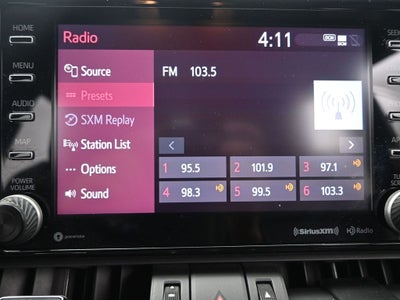 HOME
MENU
AUDIO
MAP
POWER
VOLUME
Radio
4:11
SEEK
Source
Presets
SXM Replay
Station List
Options
Sound
FM 103.5
1 95.5 2 101.9 3 97.1
4 98.3 5 99.5 6 103.3
SiriusXM
HD Radio